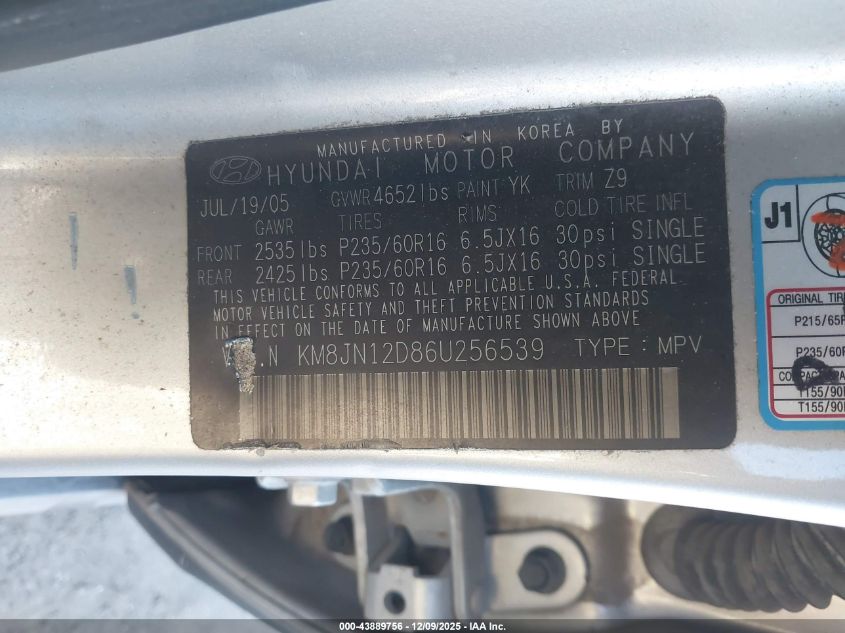 MANUFACTURED IN KOREA BY
HYUNDAI MOTOR COMPANY
JUL/19/05 GVWR 4652lbs PAINT YK TRIM Z9
GAWR TIRES RIMS COLD TIRE INFL
FRONT 2535lbs P235/60R16 6.5JX16 30psi SINGLE
REAR 2425lbs P235/60R16 6.5JX16 30psi SINGLE
THIS VEHICLE CONFORMS TO ALL APPLICABLE U.S.A. FEDERAL
MOTOR VEHICLE SAFETY AND THEFT PREVENTION STANDARDS
IN EFFECT ON THE DATE OF MANUFACTURE SHOWN ABOVE
.N KM8JN12D86U256539 TYPE : MPV
J1
ORIGINAL TIR
P215/65R
P235/60R
T155/90
T155/90
000-43889756 - 12/09/2025 - IAA Inc.